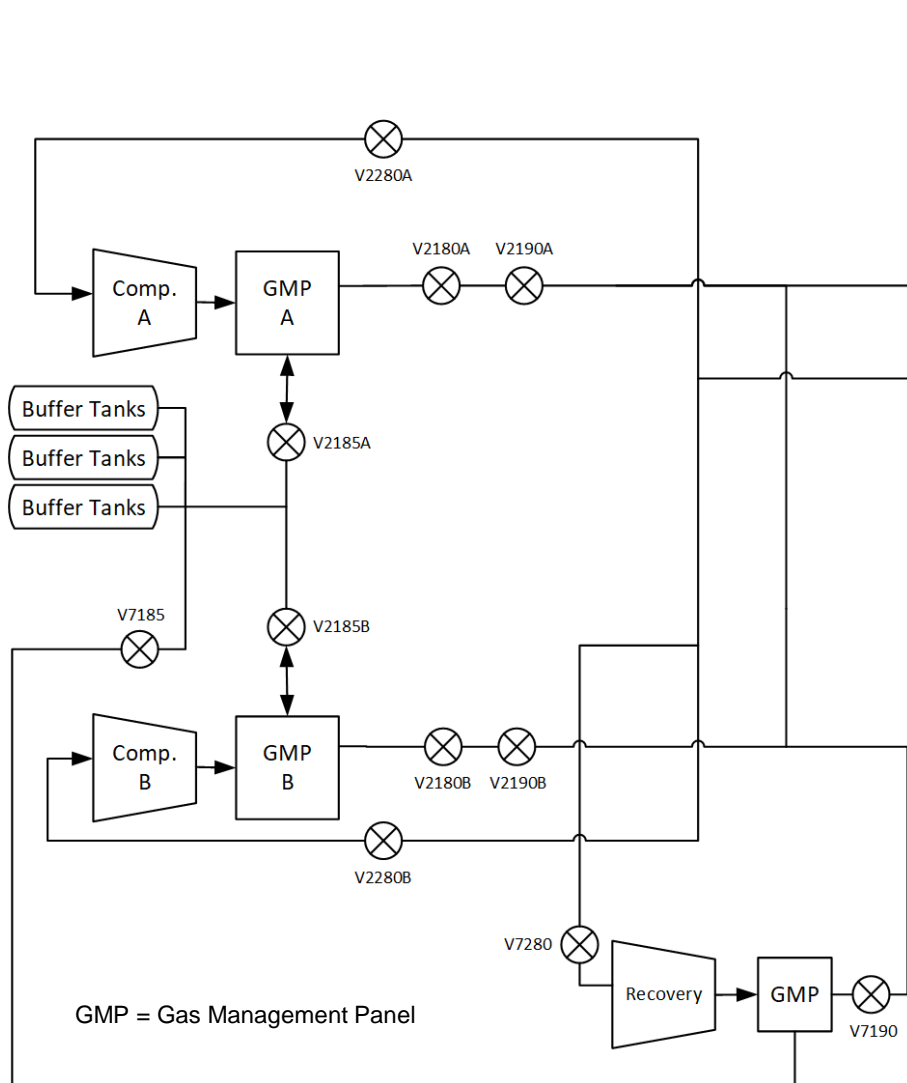 V2280A
V2180A
V2190A
Comp.
A
GMP
A
Buffer Tanks
V2185A
Buffer Tanks
Buffer Tanks
V7185
V2185B
Comp.
B
GMP
B
V2180B
V2190B
V2280B
V7280
Recovery
GMP
GMP = Gas Management Panel
V7190